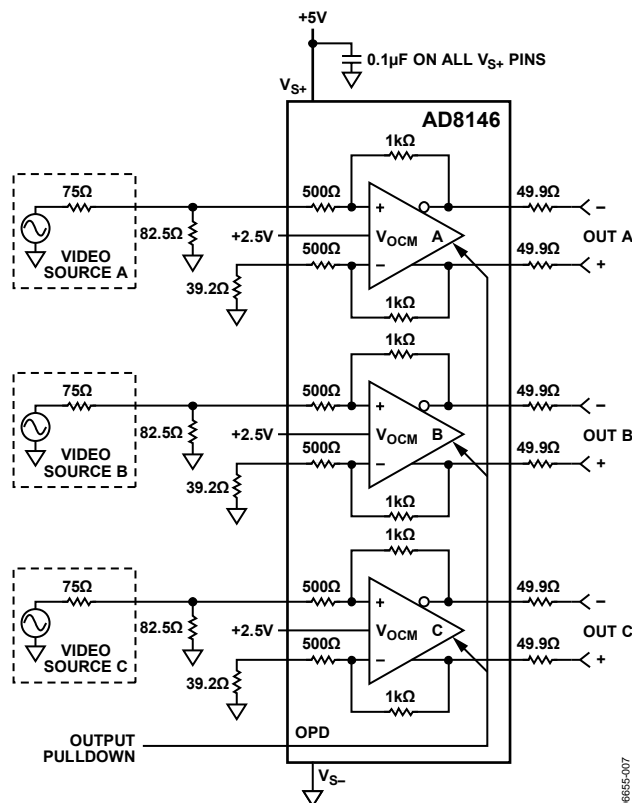 +5V
0.1µF ON ALL VS+ PINS
VS+
AD8146
1kΩ
75Ω
500Ω
49.9Ω
+
−
82.5Ω
+2.5V
VOCM
A
OUT A
VIDEO
SOURCE A
500Ω
49.9Ω
−
+
39.2Ω
1kΩ
1kΩ
75Ω
500Ω
49.9Ω
+
−
82.5Ω
+2.5V
VOCM
B
OUT B
VIDEO
SOURCE B
500Ω
49.9Ω
−
+
39.2Ω
1kΩ
1kΩ
75Ω
500Ω
49.9Ω
+
−
82.5Ω
+2.5V
VOCM
C
OUT C
VIDEO
SOURCE C
500Ω
49.9Ω
−
+
39.2Ω
1kΩ
OUTPUT
PULLDOWN
OPD
VS−
6655-007